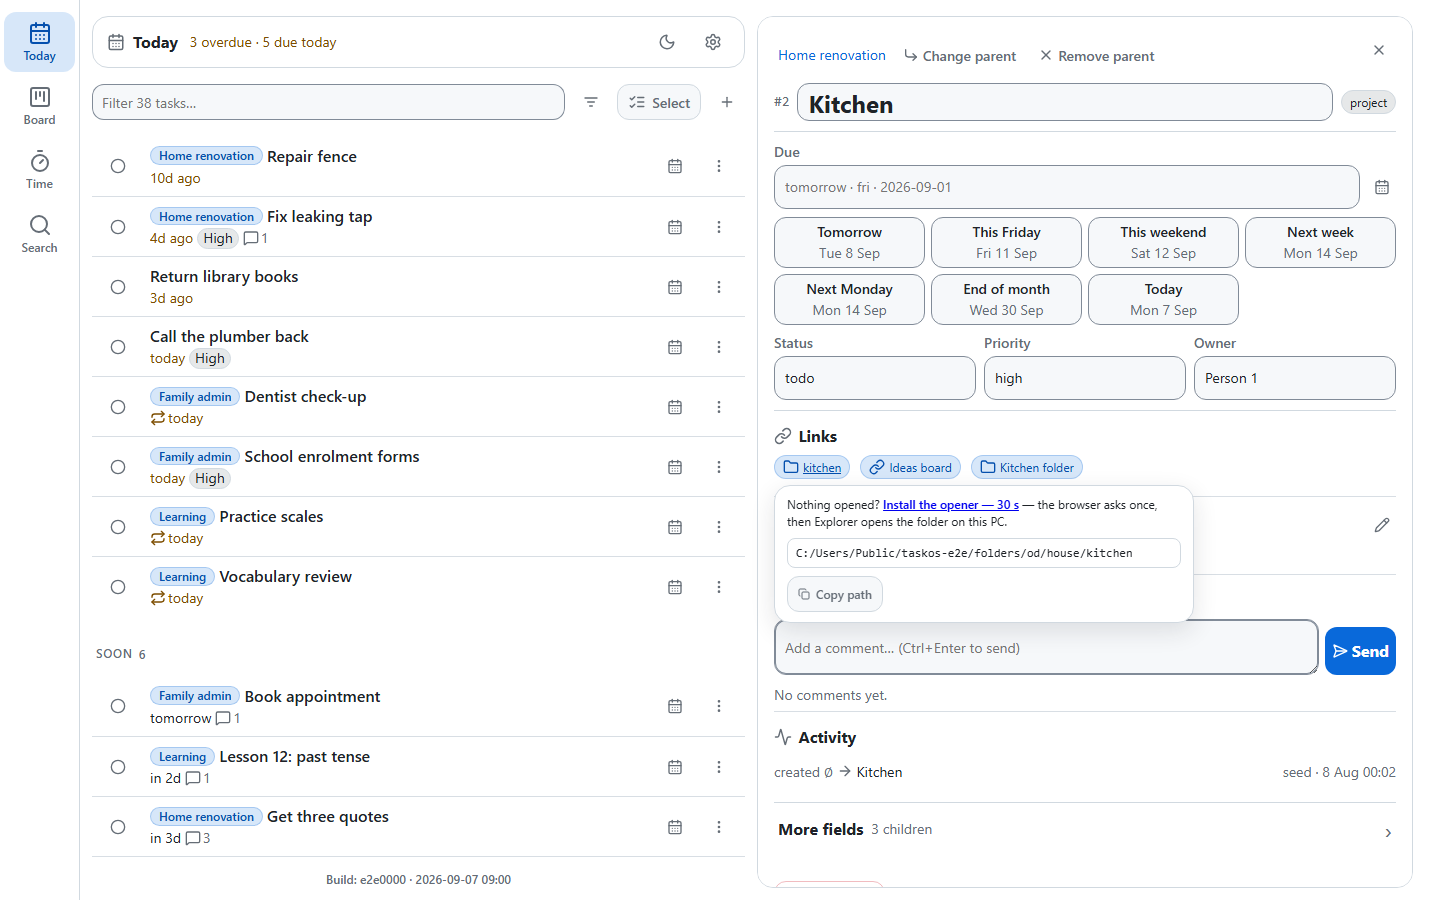 Today
Board
Time
Search
Today 3 overdue · 5 due today
Filter 38 tasks...
Select
Home renovation Repair fence
10d ago
Home renovation Fix leaking tap
4d ago High 1
Return library books
3d ago
Call the plumber back
today High
Family admin Dentist check-up
today
Family admin School enrolment forms
today High
Learning Practice scales
today
Learning Vocabulary review
today
SOON 6
Family admin Book appointment
tomorrow 1
Learning Lesson 12: past tense
in 2d 1
Home renovation Get three quotes
in 3d 3
Build: e2e0000 · 2026-09-07 09:00
Home renovation Change parent Remove parent
#2 Kitchen project
Due
tomorrow · fri · 2026-09-01
Tomorrow This Friday This weekend Next week
Tue 8 Sep Fri 11 Sep Sat 12 Sep Mon 14 Sep
Next Monday End of month Today
Mon 14 Sep Wed 30 Sep Mon 7 Sep
Status Priority Owner
todo high Person 1
Links
kitchen Ideas board Kitchen folder
Nothing opened? Install the opener — 30 s — the browser asks once,
then Explorer opens the folder on this PC.
C:/Users/Public/taskos-e2e/folders/od/house/kitchen
Copy path
Add a comment... (Ctrl+Enter to send)
Send
No comments yet.
Activity
created Ø → Kitchen seed · 8 Aug 00:02
More fields 3 children